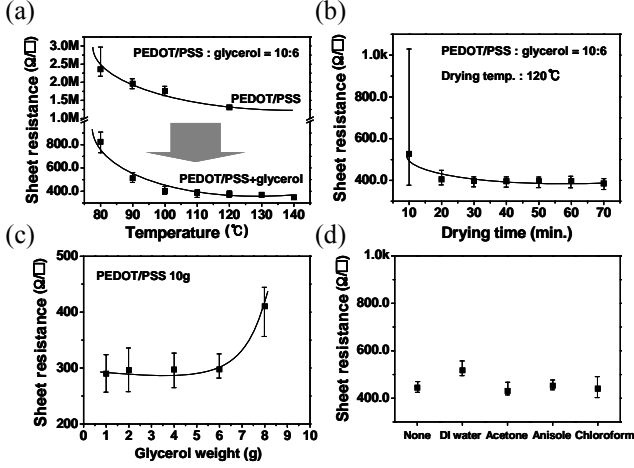 (a)
PEDOT/PSS : glycerol = 10:6
Sheet resistance (Ω/□)
3.0M
2.5M
2.0M
1.5M
800.0
600.0
400.0
PEDOT/PSS
PEDOT/PSS+glycerol
80 90 100 110 120 130 140
Temperature (℃)
(b)
PEDOT/PSS : glycerol = 10:6
Drying temp. : 120℃
Sheet resistance (Ω/□)
1.0k
800.0
600.0
400.0
10 20 30 40 50 60 70
Drying time (min.)
(c)
PEDOT/PSS 10g
Sheet resistance (Ω/□)
500
400
300
200
0 1 2 3 4 5 6 7 8 9 10
Glycerol weight (g)
(d)
Sheet resistance (Ω/□)
1.0k
800.0
600.0
400.0
None DI water Acetone Anisole Chloroform